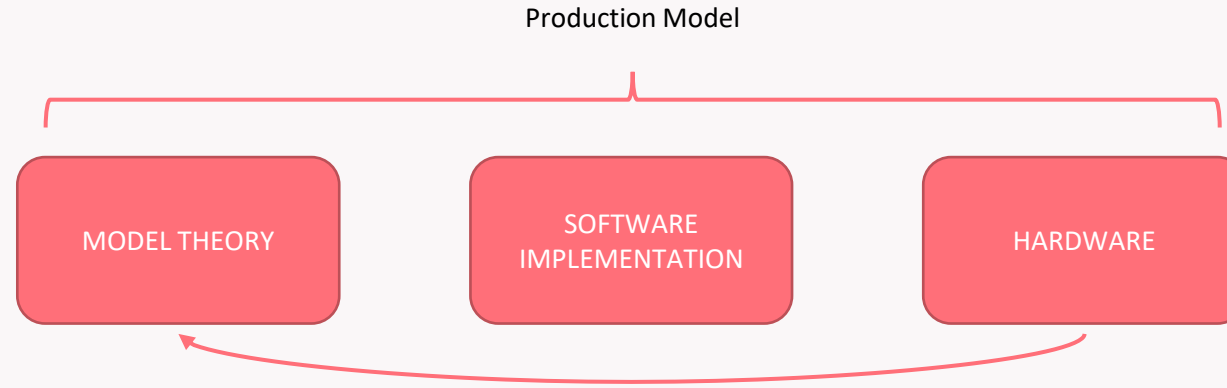 Production Model
MODEL THEORY
SOFTWARE
IMPLEMENTATION
HARDWARE